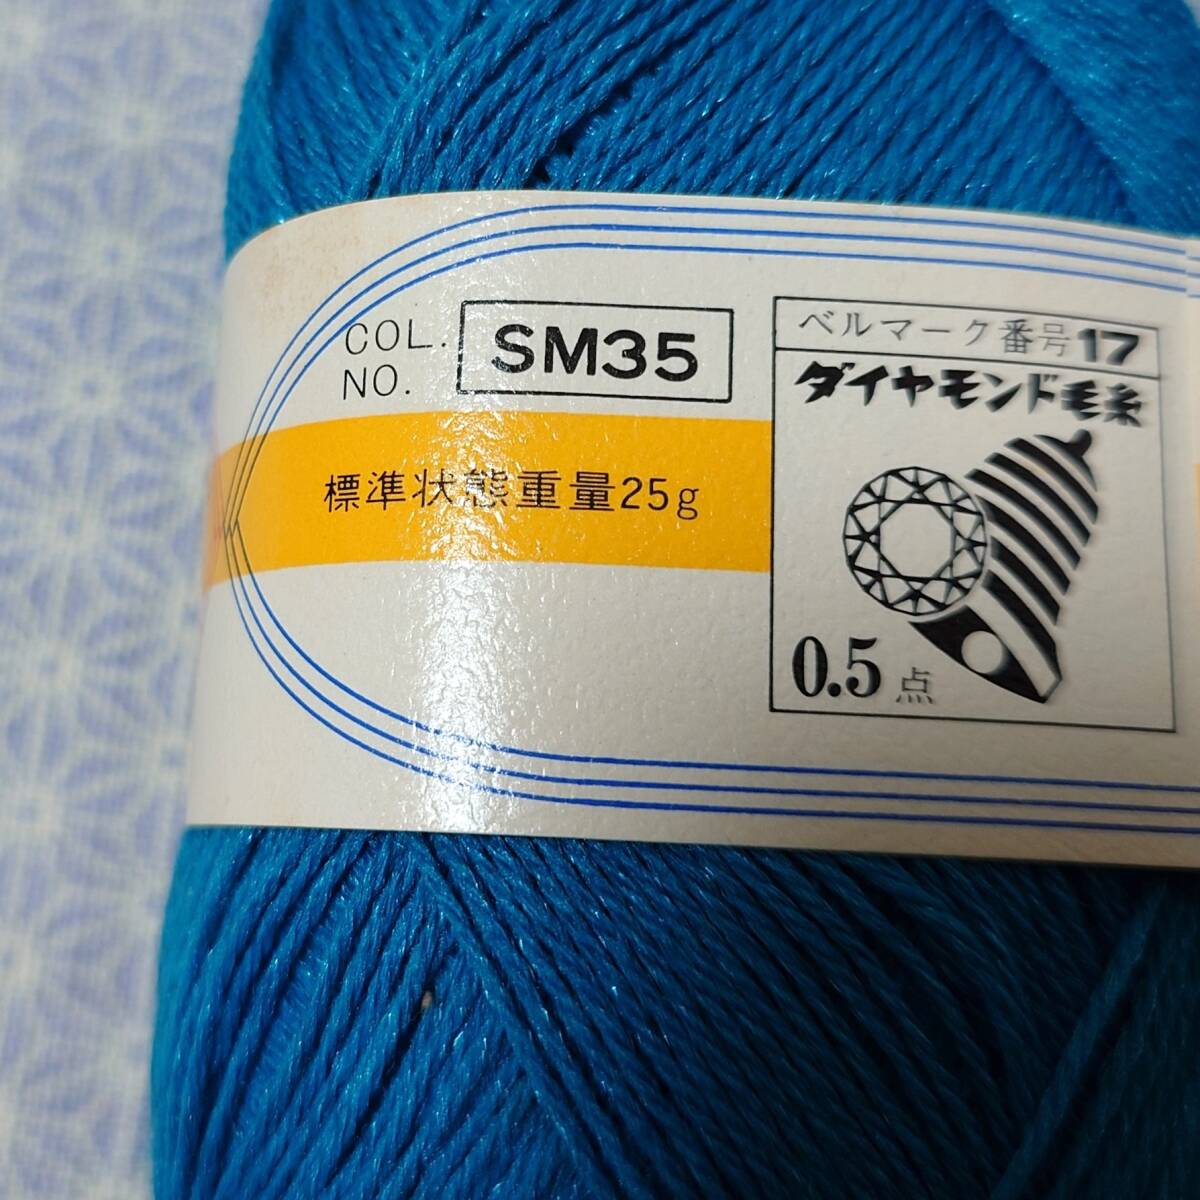 COL.
NO.
SM35
標準状態重量25g
ベルマーク番号17
ダイヤモンド毛糸
0.5点